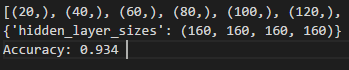 [(20,), (40,), (60,), (80,), (100,), (120,),
{'hidden_layer_sizes': (160, 160, 160, 160)}
Accuracy: 0.934